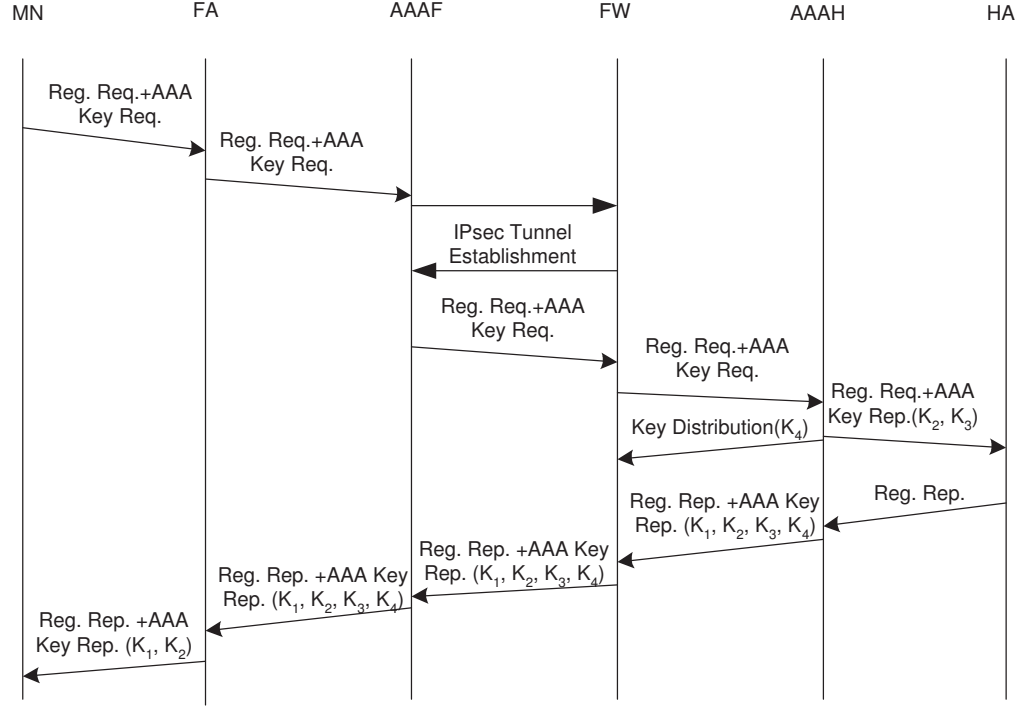 MN FA AAAF FW AAAH HA
Reg. Req.+AAA
Key Req.
Reg. Req.+AAA
Key Req.
IPsec Tunnel
Establishment
Reg. Req.+AAA
Key Req.
Reg. Req.+AAA
Key Req.
Reg. Req.+AAA
Key Rep.(K2, K3)
Key Distribution(K4)
Reg. Rep.
Reg. Rep. +AAA Key
Rep. (K1, K2, K3, K4)
Reg. Rep. +AAA Key
Rep. (K1, K2, K3, K4)
Reg. Rep. +AAA Key
Rep. (K1, K2, K3, K4)
Reg. Rep. +AAA
Key Rep. (K1, K2)